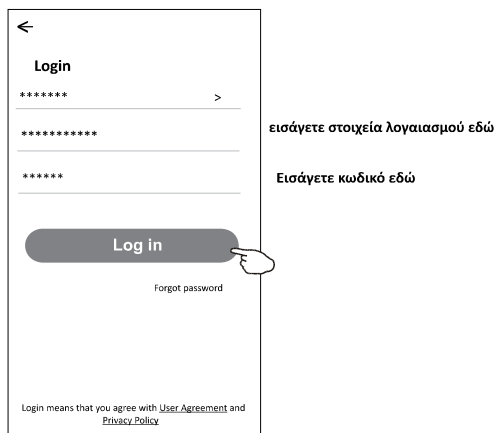 Login
*******
>
***********
εισάγετε στοιχεία λογαιασμού εδώ
******
Εισάγετε κωδικό εδώ
Log in
Forgot password
Login means that you agree with User Agreement and
Privacy Policy